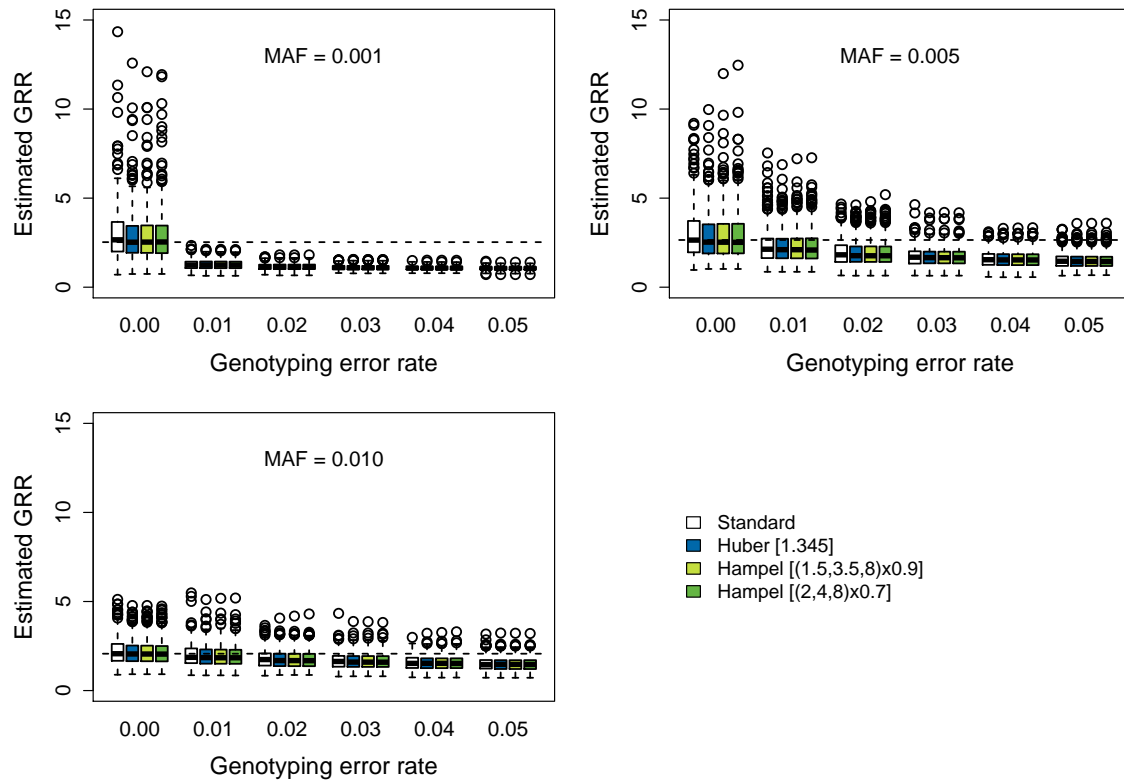 MAF = 0.001
Estimated GRR
15
10
5
0
0.00 0.01 0.02 0.03 0.04 0.05
Genotyping error rate
MAF = 0.005
Estimated GRR
15
10
5
0
0.00 0.01 0.02 0.03 0.04 0.05
Genotyping error rate
MAF = 0.010
Estimated GRR
15
10
5
0
0.00 0.01 0.02 0.03 0.04 0.05
Genotyping error rate
Standard
Huber [1.345]
Hampel [(1.5,3.5,8)x0.9]
Hampel [(2,4,8)x0.7]